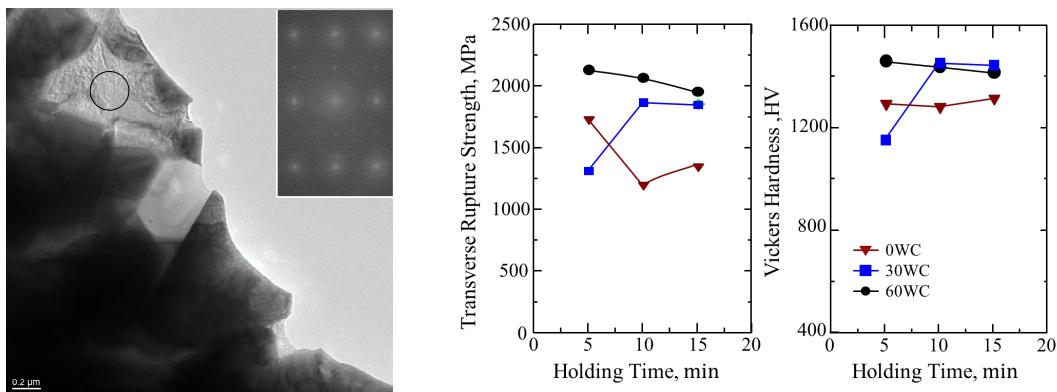 0.2 µm
Transverse Rupture Strength, MPa
2500
2000
1500
1000
500
0
0
5
10
15
20
Holding Time, min
Vickers Hardness ,HV
1600
1200
800
400
0WC
30WC
60WC
0
5
10
15
20
Holding Time, min